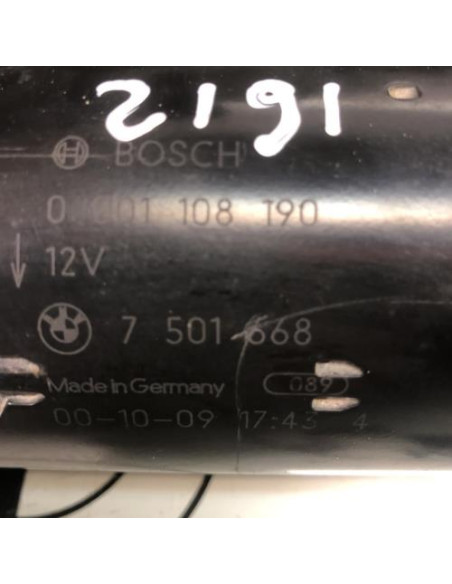 2191
BOSCH
0 001 108 190
12V
7 501 668
Made in Germany 089
00-10-09 17:43 4